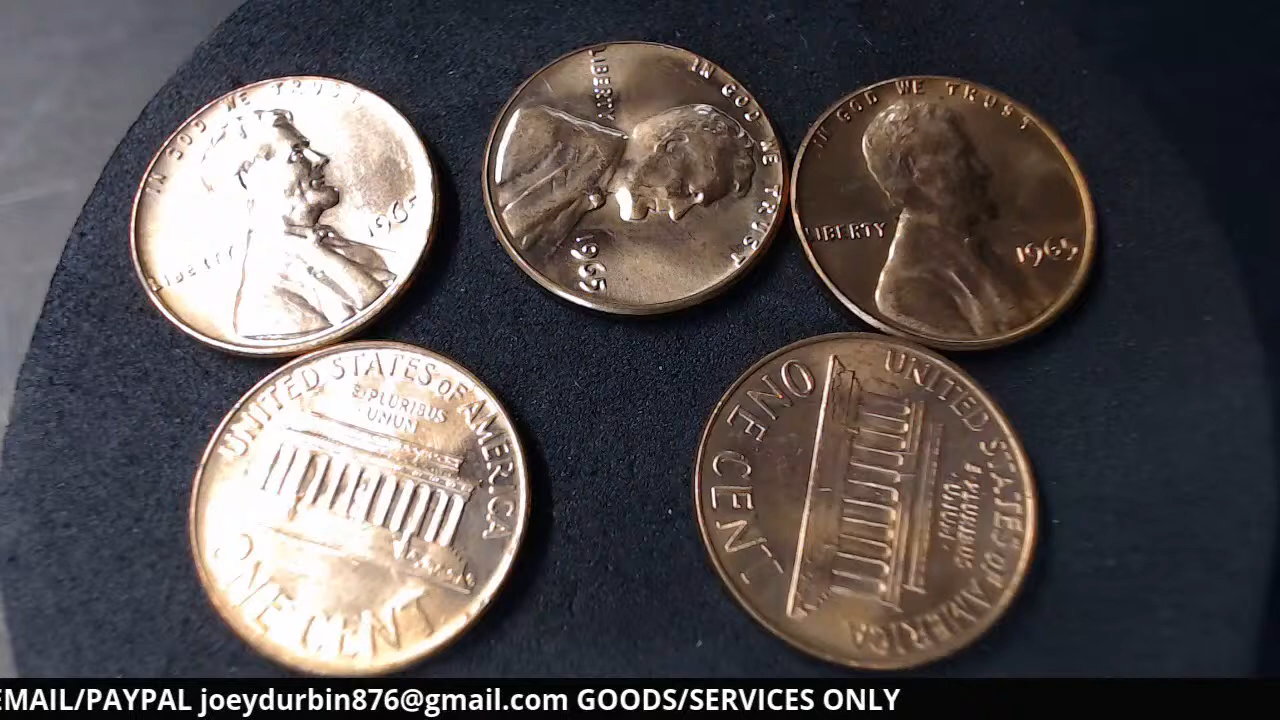 IN GOD WE TRUST
LIBERTY
1965
IN GOD WE TRUST
LIBERTY
1965
IN GOD WE TRUST
LIBERTY
1965
UNITED STATES OF AMERICA
E·PLURIBUS
·UNUM·
ONE CENT
UNITED STATES OF AMERICA
E·PLURIBUS
·UNUM·
ONE CENT
EMAIL/PAYPAL joeydurbin876@gmail.com GOODS/SERVICES ONLY